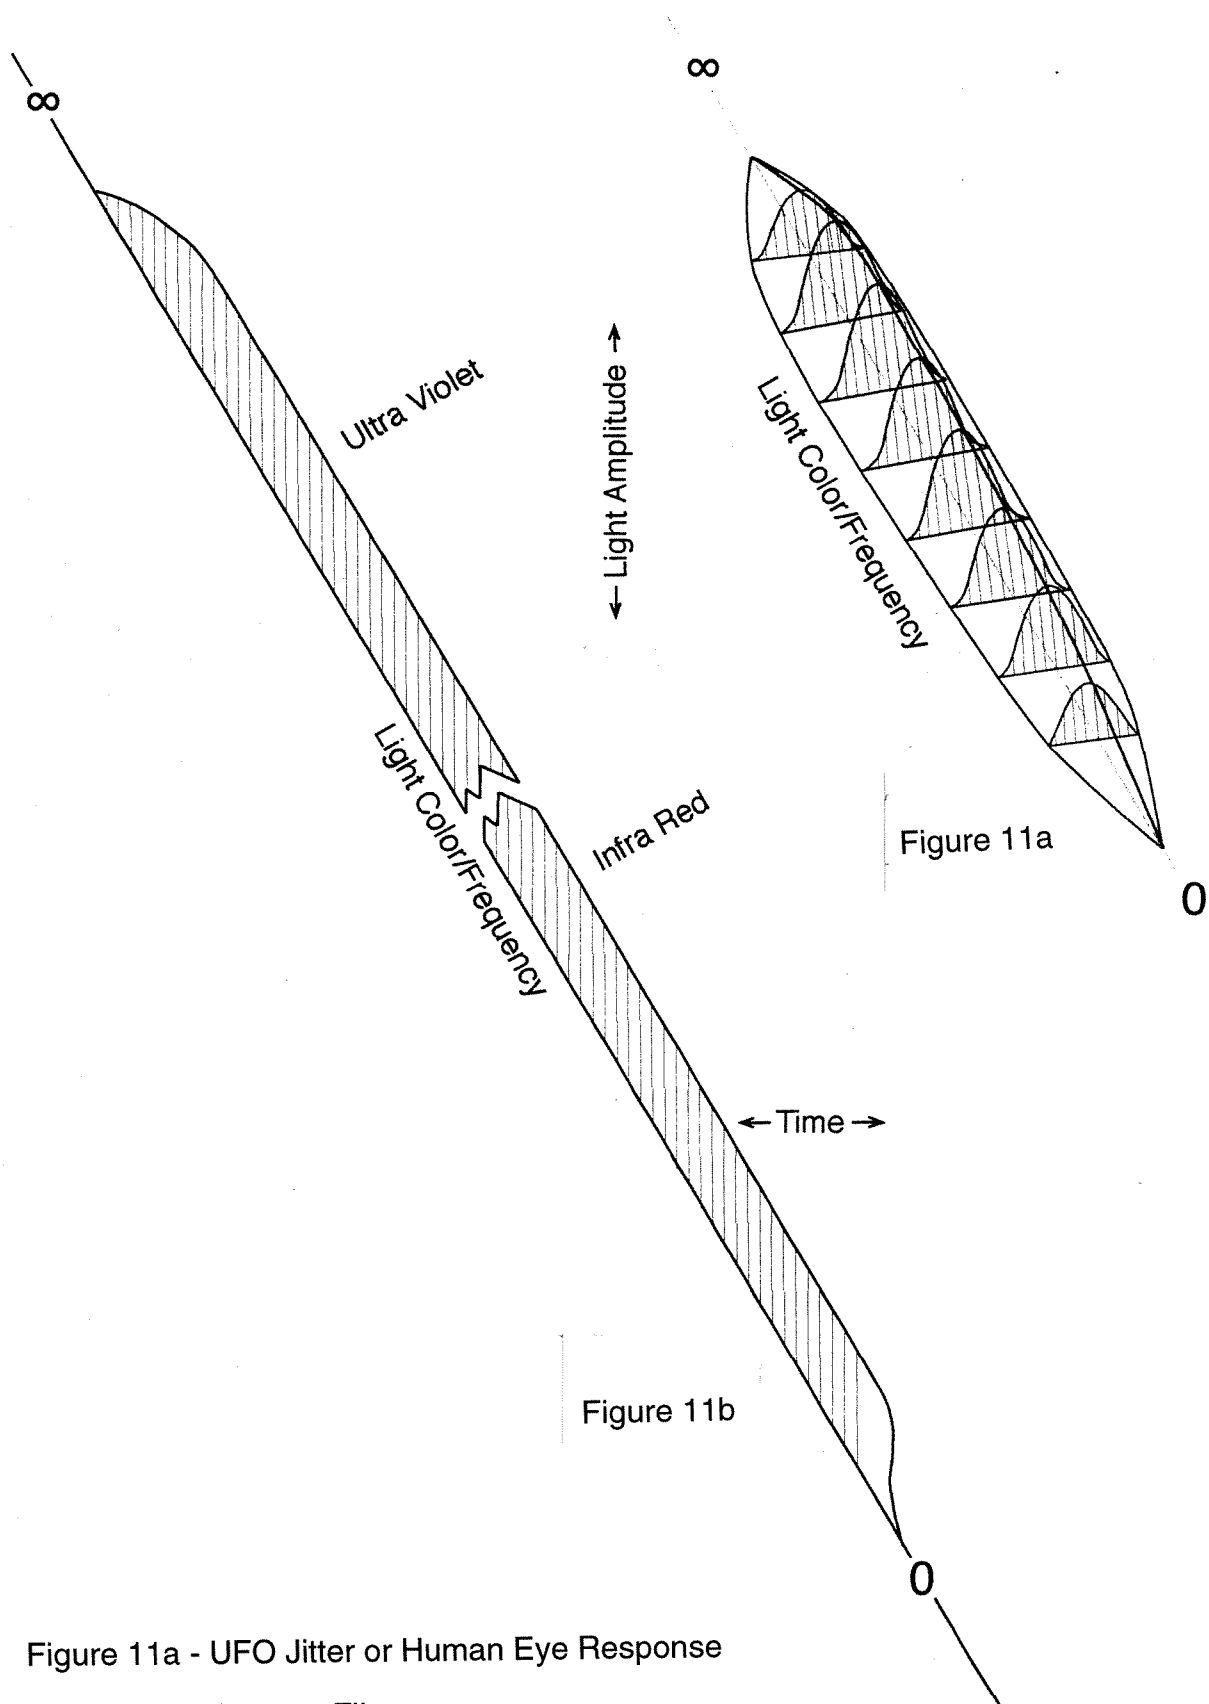 ∞
∞
Ultra Violet
← Light Amplitude →
Light Color/Frequency
Light Color/Frequency
Infra Red
Figure 11a
0
← Time →
Figure 11b
0
Figure 11a - UFO Jitter or Human Eye Response